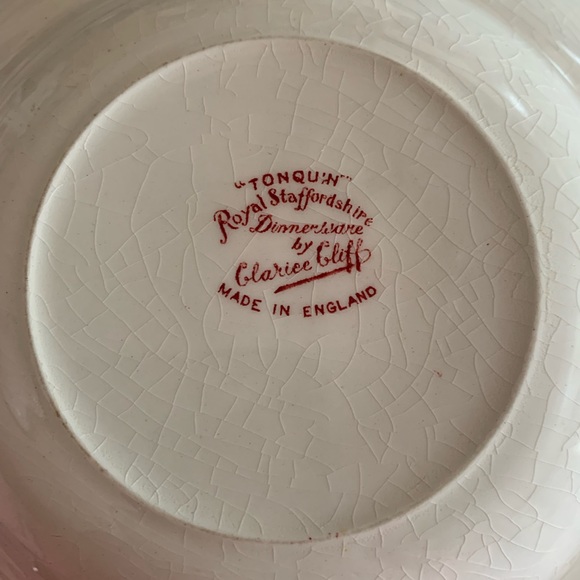 "TONQUIN"
Royal Staffordshire
Dinnerware
by
Clarice Cliff
MADE IN ENGLAND